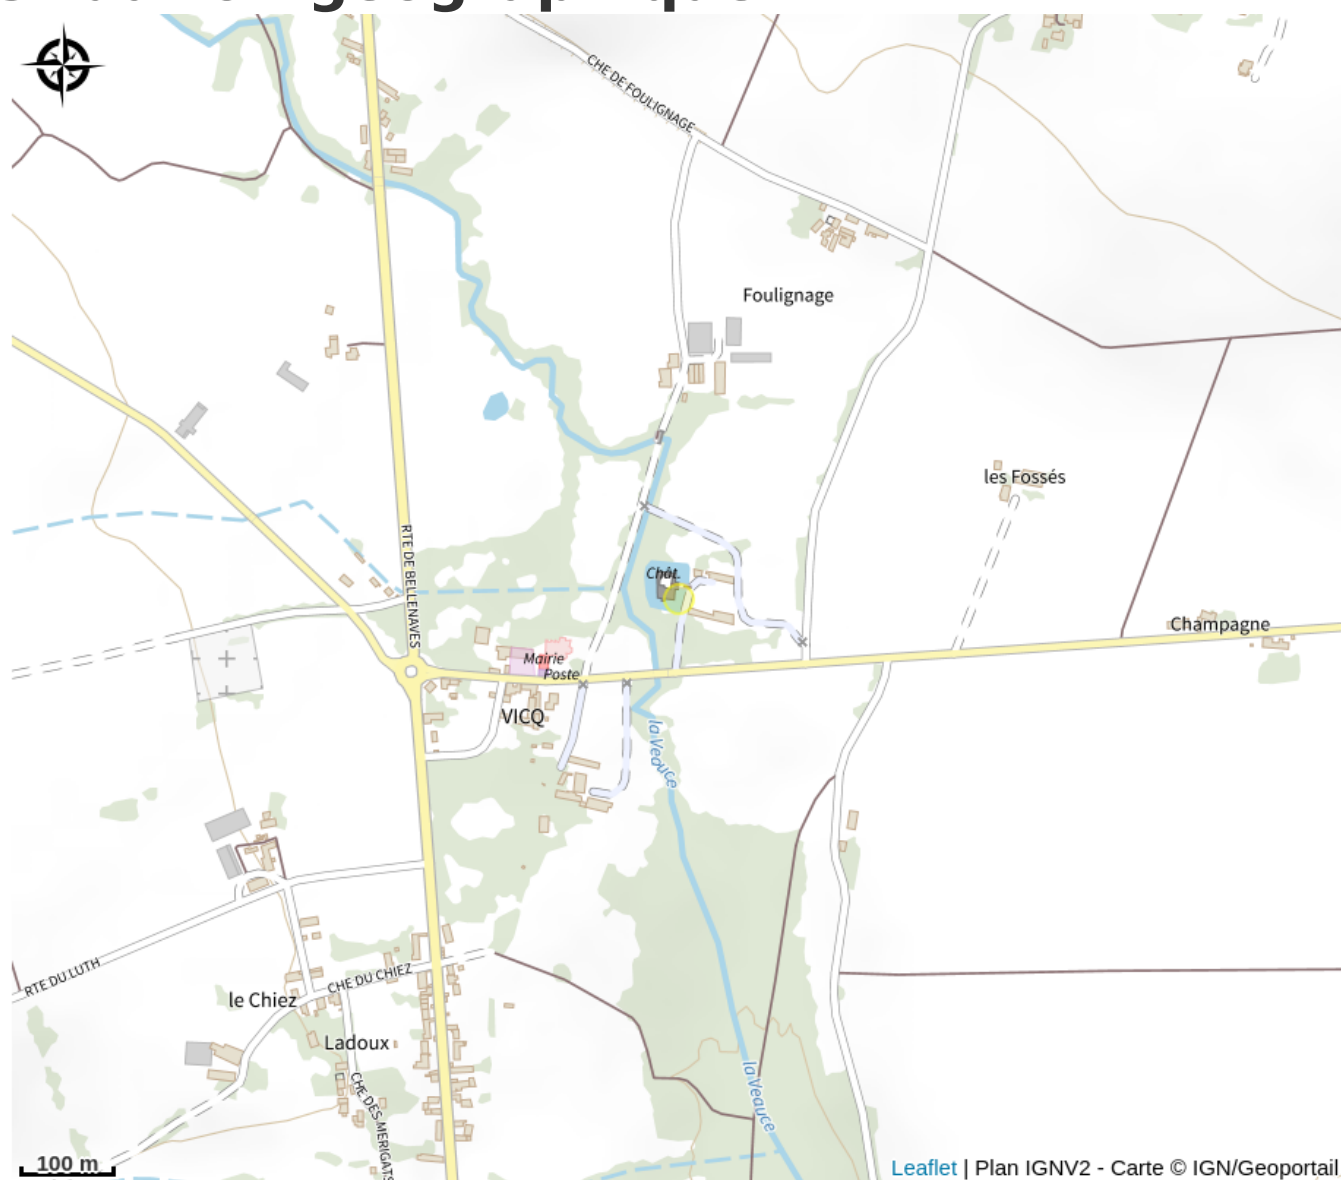 CHE DE FOULIGNAGE
Foulignage
les Fossés
RTE DE BELLENAVES
Chât.
Champagne
Mairie
Poste
VICQ
la Veauce
RTE DU LUTH
CHE DU CHIEZ
le Chiez
Ladoux
CHE DES MERIGATS
la Veauce
100 m
Leaflet | Plan IGNV2 - Carte © IGN/Geoportail